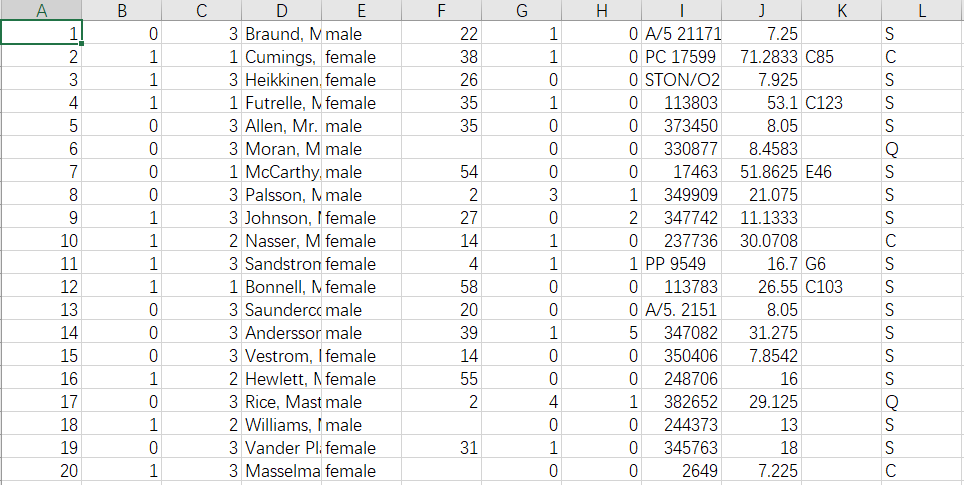 A B C D E F G H I J K L
1 0 3 Braund, M male 22 1 0 A/5 21171 7.25 S
2 1 1 Cumings, female 38 1 0 PC 17599 71.2833 C85 C
3 1 3 Heikkinen, female 26 0 0 STON/O2 7.925 S
4 1 1 Futrelle, M female 35 1 0 113803 53.1 C123 S
5 0 3 Allen, Mr. male 35 0 0 373450 8.05 S
6 0 3 Moran, M male 0 0 330877 8.4583 Q
7 0 1 McCarthy, male 54 0 0 17463 51.8625 E46 S
8 0 3 Palsson, M male 2 3 1 349909 21.075 S
9 1 3 Johnson, female 27 0 2 347742 11.1333 S
10 1 2 Nasser, M female 14 1 0 237736 30.0708 C
11 1 3 Sandstrom female 4 1 1 PP 9549 16.7 G6 S
12 1 1 Bonnell, M female 58 0 0 113783 26.55 C103 S
13 0 3 Saunderco male 20 0 0 A/5. 2151 8.05 S
14 0 3 Andersson male 39 1 5 347082 31.275 S
15 0 3 Vestrom, female 14 0 0 350406 7.8542 S
16 1 2 Hewlett, female 55 0 0 248706 16 S
17 0 3 Rice, Mast male 2 4 1 382652 29.125 Q
18 1 2 Williams, male 0 0 244373 13 S
19 0 3 Vander Pla female 31 1 0 345763 18 S
20 1 3 Masselma female 0 0 2649 7.225 C